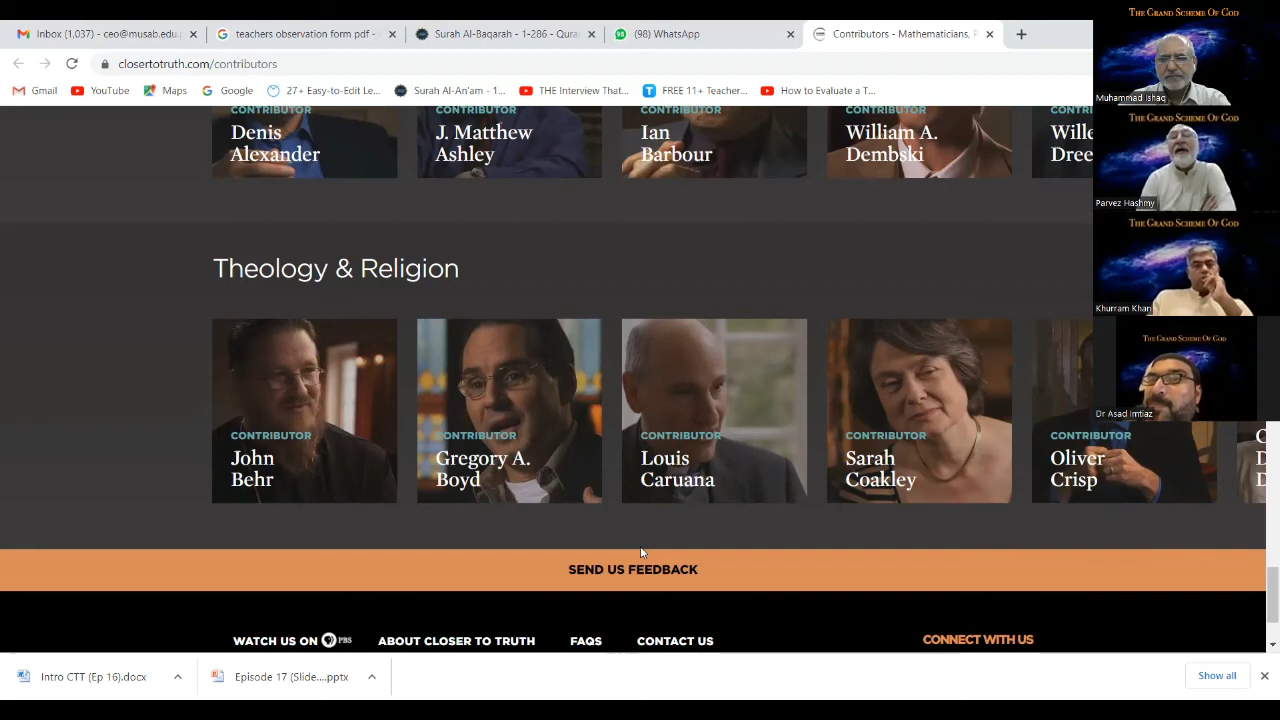 Inbox (1,037) - ceo@musab.edu.
teachers observation form pdf -
Surah Al-Baqarah - 1-286 - Qura
(98) WhatsApp
Contributors - Mathematicians,
closertotruth.com/contributors
Gmail
YouTube
Maps
Google
27+ Easy-to-Edit Le...
Surah Al-An'am - 1...
THE Interview That...
FREE 11+ Teacher...
How to Evaluate a T...
CONTRIBUTOR
Denis
Alexander
CONTRIBUTOR
J. Matthew
Ashley
CONTRIBUTOR
Ian
Barbour
CONTRIBUTOR
William A.
Dembski
Wille
Dree
Theology & Religion
CONTRIBUTOR
John
Behr
CONTRIBUTOR
Gregory A.
Boyd
CONTRIBUTOR
Louis
Caruana
CONTRIBUTOR
Sarah
Coakley
CONTRIBUTOR
Oliver
Crisp
SEND US FEEDBACK
WATCH US ON PBS
ABOUT CLOSER TO TRUTH
FAQS
CONTACT US
CONNECT WITH US
Intro CTT (Ep 16).docx
Episode 17 (Slide....pptx
Show all
THE GRAND SCHEME OF GOD
Muhammad Ishaq
THE GRAND SCHEME OF GOD
Parvez Hashmy
THE GRAND SCHEME OF GOD
Khurram Khan
THE GRAND SCHEME OF GOD
Dr Asad Imtiaz